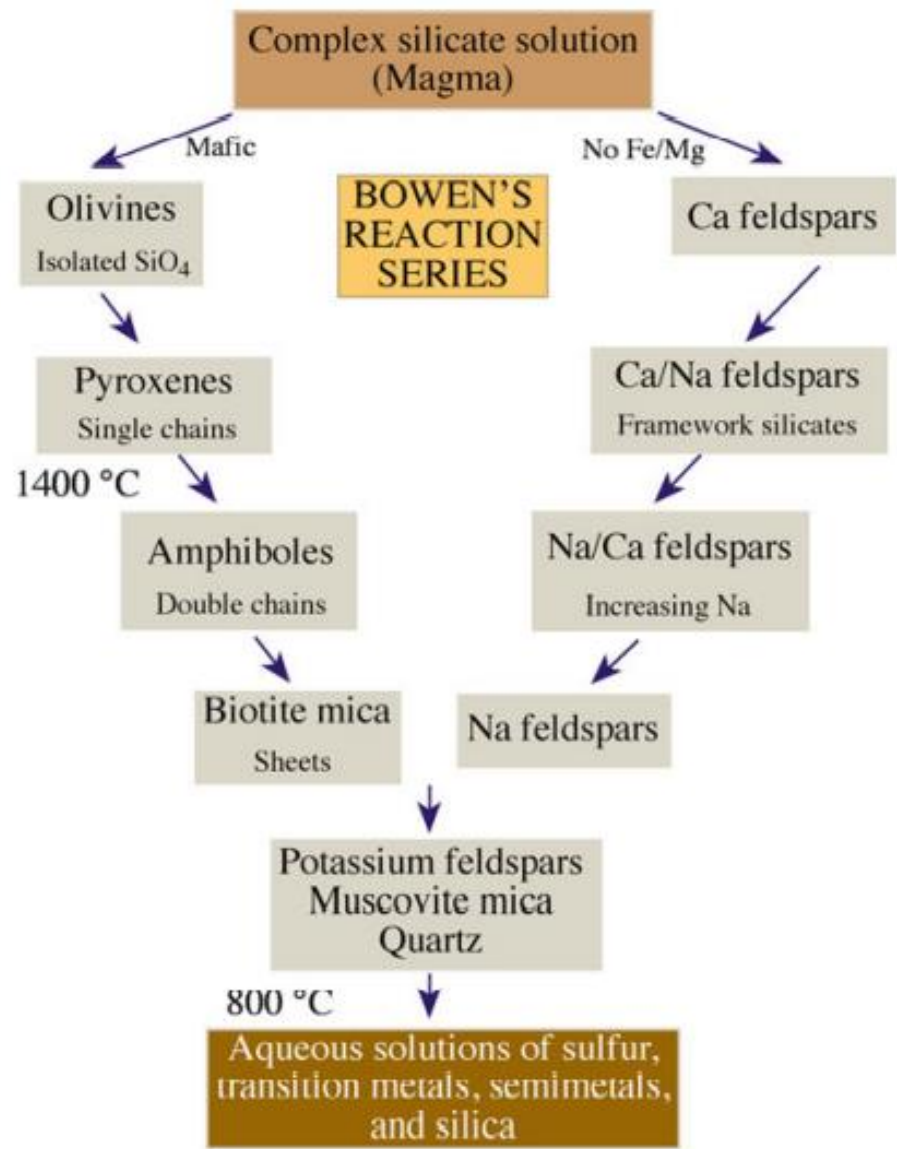 Complex silicate solution
(Magma)
Mafic
No Fe/Mg
BOWEN'S
REACTION
SERIES
Olivines
Isolated SiO₄
Ca feldspars
Pyroxenes
Single chains
Ca/Na feldspars
Framework silicates
1400 °C
Amphiboles
Double chains
Na/Ca feldspars
Increasing Na
Biotite mica
Sheets
Na feldspars
Potassium feldspars
Muscovite mica
Quartz
800 °C
Aqueous solutions of sulfur,
transition metals, semimetals,
and silica